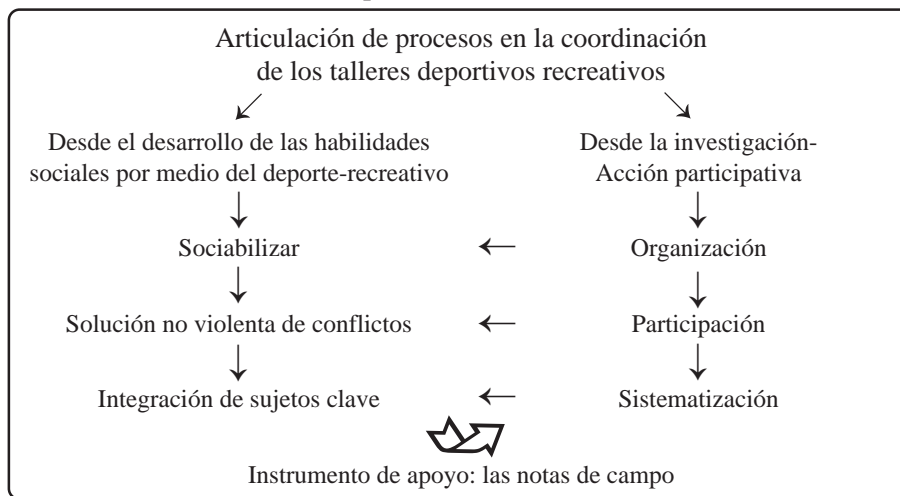 Articulación de procesos en la coordinación
de los talleres deportivos recreativos
Desde el desarrollo de las habilidades
sociales por medio del deporte-recreativo
Desde la investigación-
Acción participativa
Sociabilizar
Organización
Solución no violenta de conflictos
Participación
Integración de sujetos clave
Sistematización
Instrumento de apoyo: las notas de campo